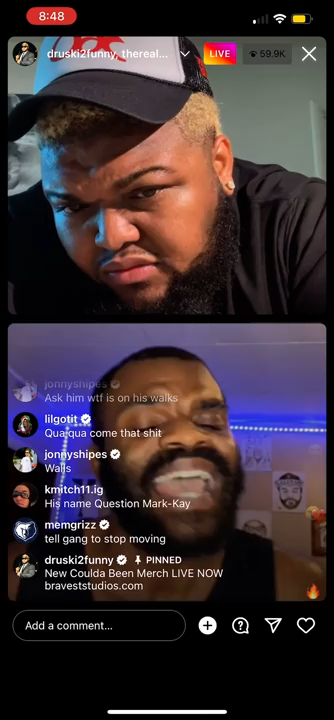 8:48
druski2funny, thereal...
LIVE
59.9K
jonnyshipes
Ask him wtf is on his walks
lilgotit
Qua qua come that shit
jonnyshipes
Walls
kmitch11.ig
His name Question Mark-Kay
memgrizz
tell gang to stop moving
druski2funny PINNED
New Coulda Been Merch LIVE NOW
braveststudios.com
Add a comment...